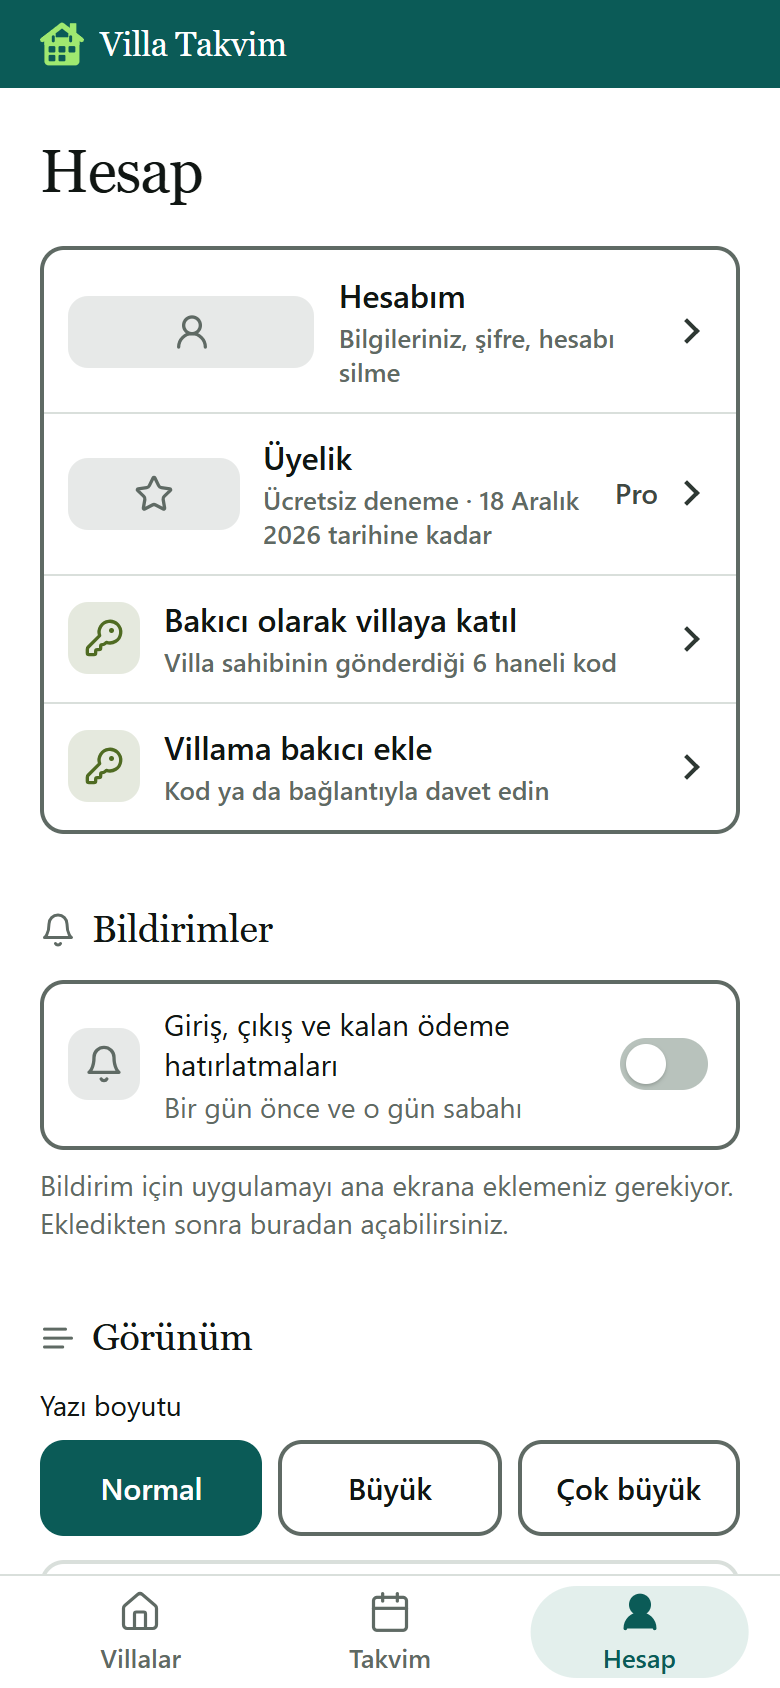 Villa Takvim
Hesap
Hesabım
Bilgileriniz, şifre, hesabı
silme
Üyelik
Ücretsiz deneme · 18 Aralık
2026 tarihine kadar
Pro
Bakıcı olarak villaya katıl
Villa sahibinin gönderdiği 6 haneli kod
Villama bakıcı ekle
Kod ya da bağlantıyla davet edin
Bildirimler
Giriş, çıkış ve kalan ödeme
hatırlatmaları
Bir gün önce ve o gün sabahı
Bildirim için uygulamayı ana ekrana eklemeniz gerekiyor.
Ekledikten sonra buradan açabilirsiniz.
Görünüm
Yazı boyutu
Normal
Büyük
Çok büyük
Villalar
Takvim
Hesap